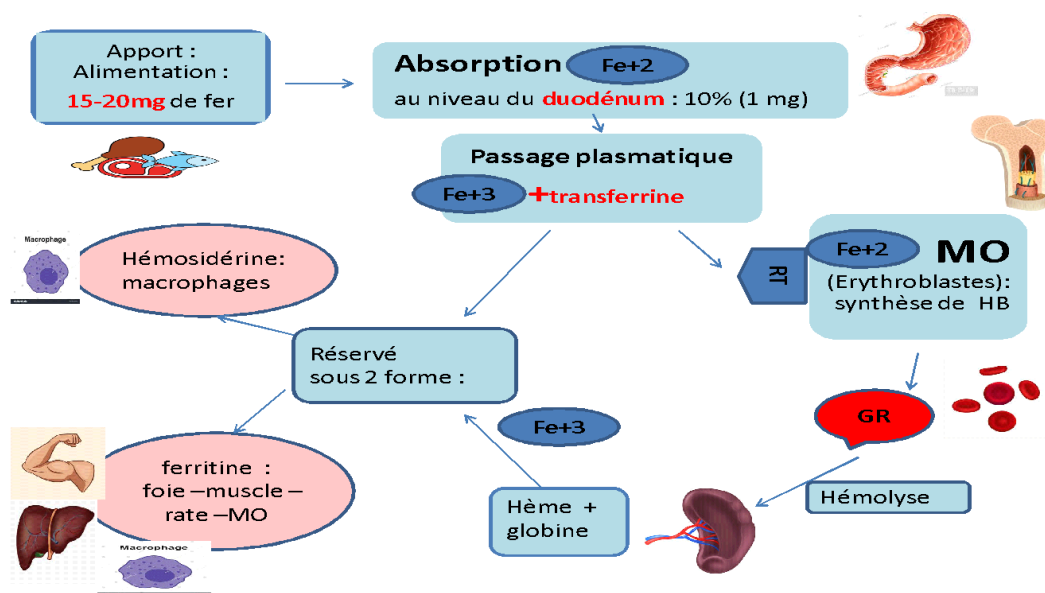 Apport :
Alimentation :
15-20mg de fer
Absorption Fe+2
au niveau du duodénum : 10% (1 mg)
Passage plasmatique
Fe+3 +transferrine
Macrophage
Hémosidérine:
macrophages
RT
Fe+2 MO
(Erythroblastes):
synthèse de HB
Réservé
sous 2 forme :
GR
Fe+3
ferritine :
foie –muscle –
rate –MO
Hème +
globine
Hémolyse
Macrophage